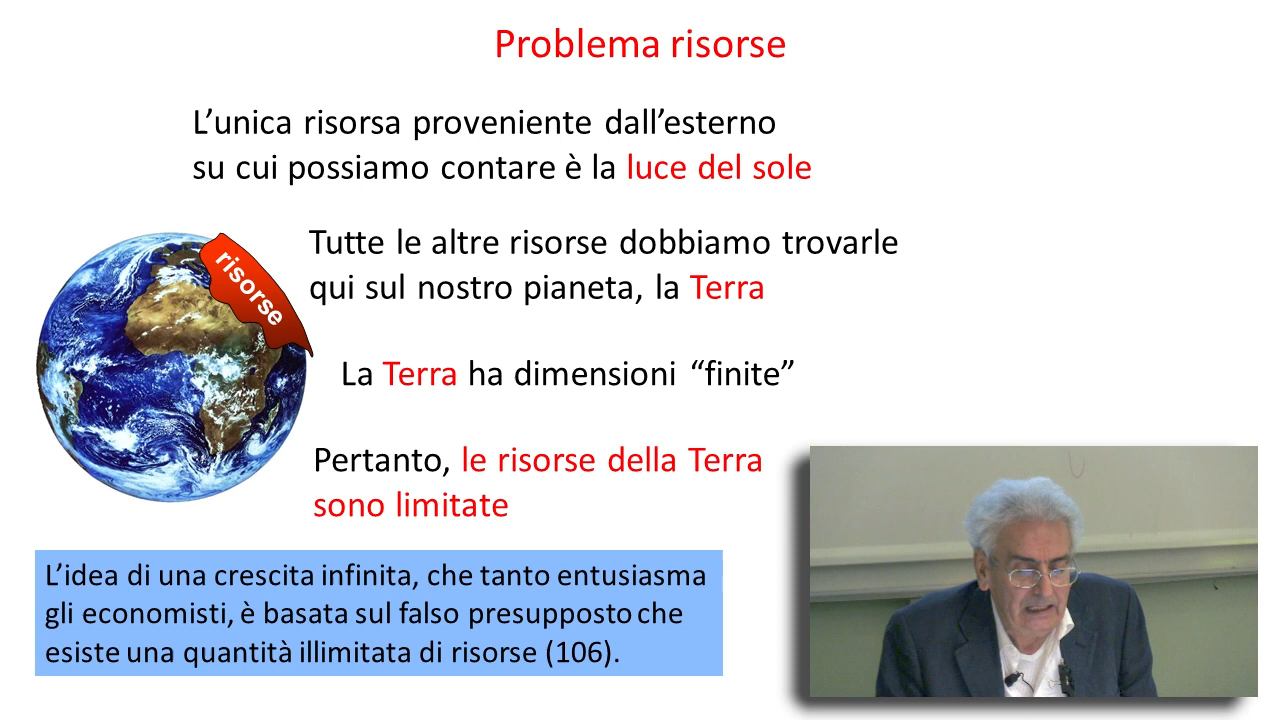 Problema risorse
L’unica risorsa proveniente dall’esterno
su cui possiamo contare è la luce del sole
Tutte le altre risorse dobbiamo trovarle
qui sul nostro pianeta, la Terra
risorse
La Terra ha dimensioni “finite”
Pertanto, le risorse della Terra
sono limitate
L’idea di una crescita infinita, che tanto entusiasma
gli economisti, è basata sul falso presupposto che
esiste una quantità illimitata di risorse (106).